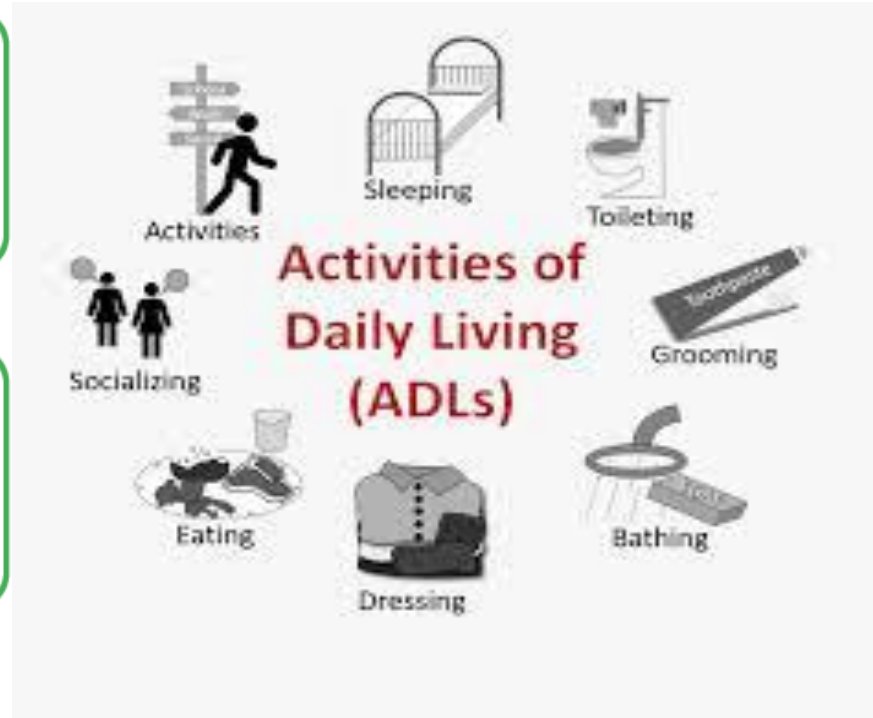 Sleeping
Toileting
Activities
Activities of
Daily Living
(ADLs)
Toothpaste
Grooming
Socializing
Eating
Bathing
Dressing